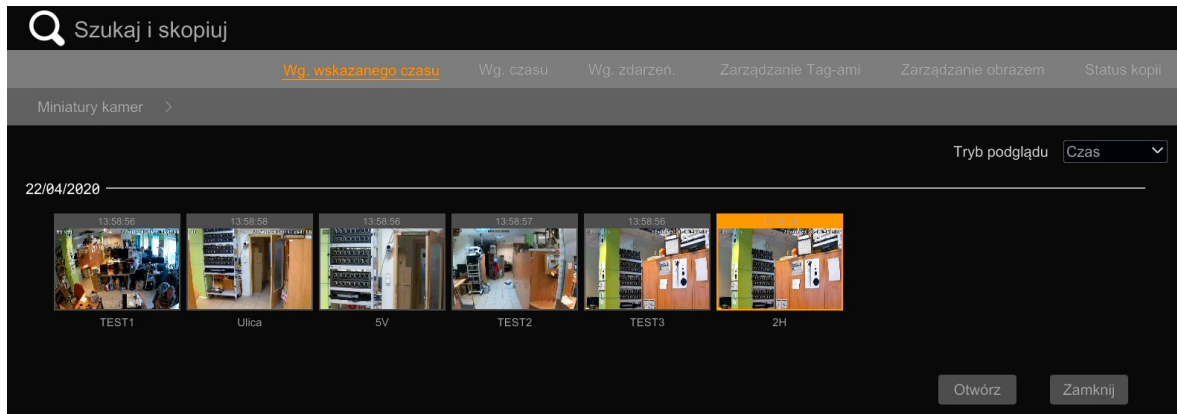 Szukaj i skopiuj
Wg. wskazanego czasu Wg. czasu Wg. zdarzeń. Zarządzanie Tag-ami Zarządzanie obrazem Status kopii
Miniatury kamer >
Tryb podglądu Czas
22/04/2020
13:58:56 13:58:58 13:58:56 13:58:57 13:58:56
TEST1 Ulica 5V TEST2 TEST3 2H
Otwórz Zamknij